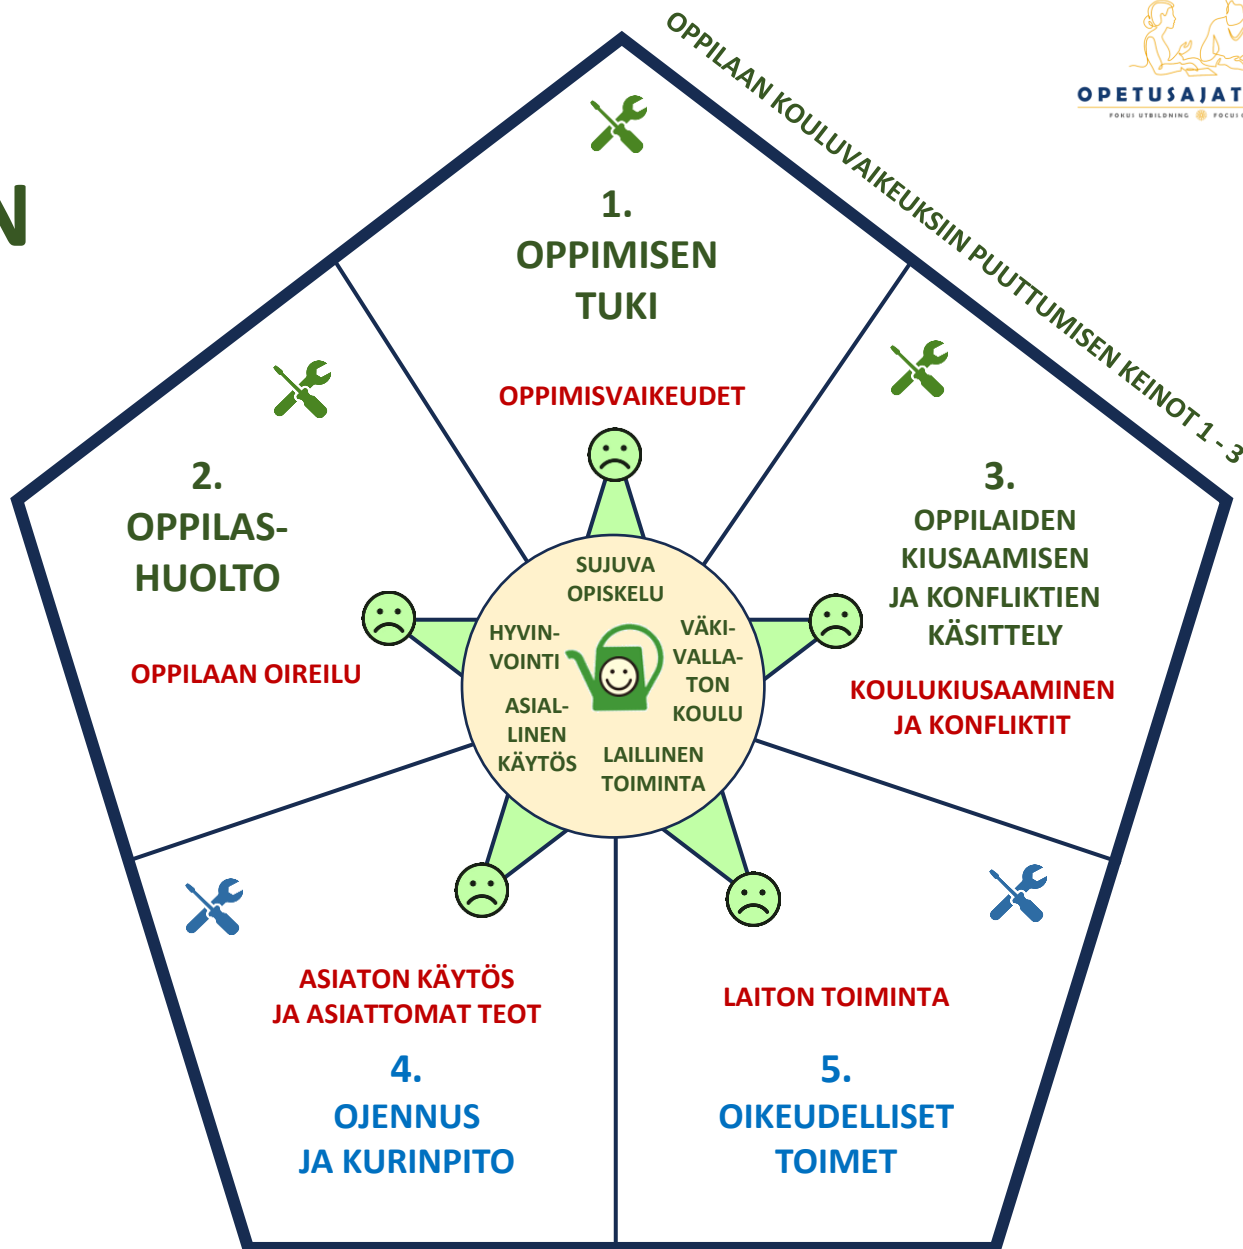 OPPILAAN KOULUVAIKEUKSIIN PUUTTUMISEN KEINOT 1 - 3
OPETUSAJAT
FOKUS UTBILDNING
N
1.
OPPIMISEN
TUKI
OPPIMISVAIKEUDET
2.
OPPILAS-
HUOLTO
OPPILAAN OIREILU
3.
OPPILAIDEN
KIUSAAMISEN
JA KONFLIKTIEN
KÄSITTELY
KOULUKIUSAAMINEN
JA KONFLIKTIT
SUJUVA
OPISKELU
HYVIN-
VOINTI
VÄKI-
VALLA-
TON
KOULU
ASIAL-
LINEN
KÄYTÖS
LAILLINEN
TOIMINTA
ASIATON KÄYTÖS
JA ASIATTOMAT TEOT
4.
OJENNUS
JA KURINPITO
LAITON TOIMINTA
5.
OIKEUDELLISET
TOIMET